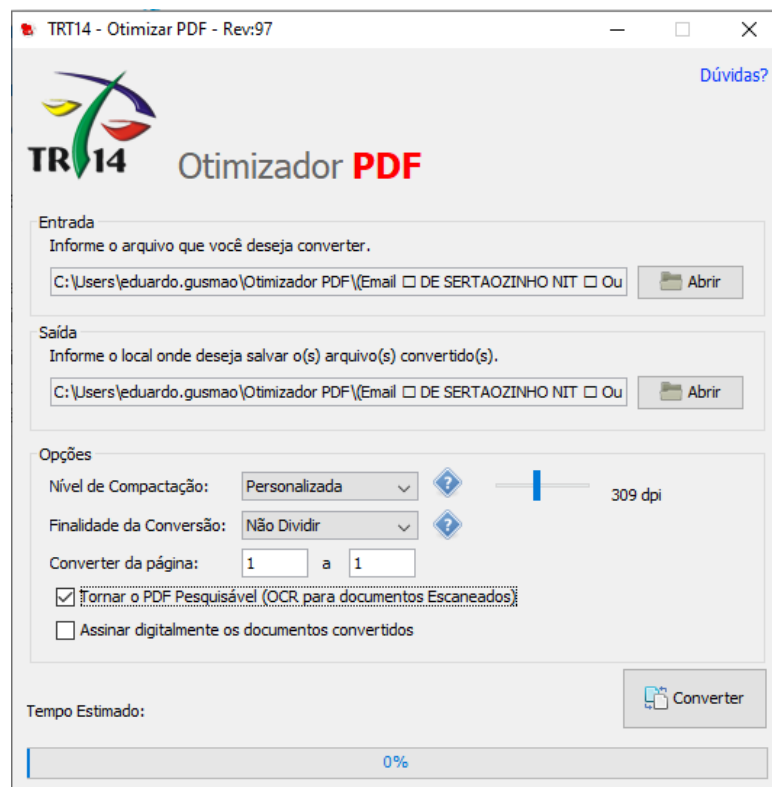 TRT14 - Otimizar PDF - Rev:97
Dúvidas?
TRT14
Otimizador PDF
Entrada
Informe o arquivo que você deseja converter.
C:\Users\eduardo.gusmao\Otimizador PDF\(Email □ DE SERTAOZINHO NIT □ Ou
Abrir
Saída
Informe o local onde deseja salvar o(s) arquivo(s) convertido(s).
C:\Users\eduardo.gusmao\Otimizador PDF\(Email □ DE SERTAOZINHO NIT □ Ou
Abrir
Opções
Nível de Compactação: Personalizada ? 309 dpi
Finalidade da Conversão: Não Dividir ?
Converter da página: 1 a 1
Tornar o PDF Pesquisável (OCR para documentos Escaneados)
Assinar digitalmente os documentos convertidos
Converter
Tempo Estimado:
0%